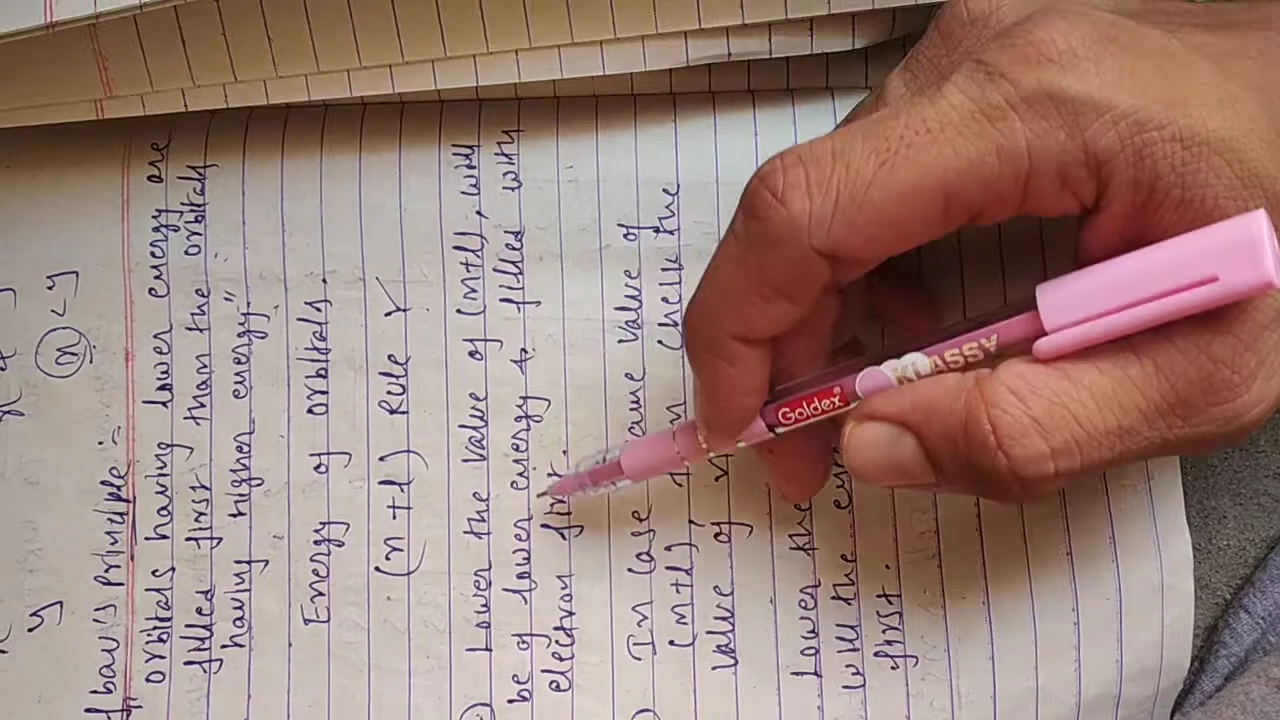 y
(n) < y
fbau's principle :-
orbitals having lower energy are
filled first than the orbitals
having higher energy"
Energy of orbitals.
(n + l) Rule
Lower the value of (n+l), will
be of lower energy & filled with
electron first.
In case same value of
(n+l), check the
value of n
Lower the
will the
first.
Goldex
KLASSY